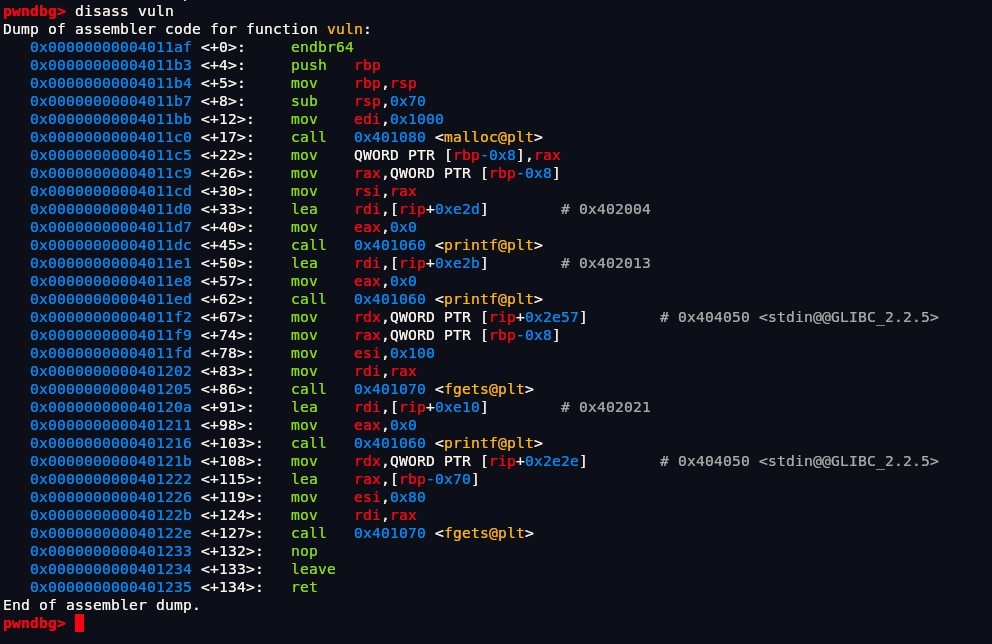 pwndbg> disass vuln
Dump of assembler code for function vuln:
   0x00000000004011af <+0>:     endbr64
   0x00000000004011b3 <+4>:     push   rbp
   0x00000000004011b4 <+5>:     mov    rbp,rsp
   0x00000000004011b7 <+8>:     sub    rsp,0x70
   0x00000000004011bb <+12>:    mov    edi,0x1000
   0x00000000004011c0 <+17>:    call   0x401080 <malloc@plt>
   0x00000000004011c5 <+22>:    mov    QWORD PTR [rbp-0x8],rax
   0x00000000004011c9 <+26>:    mov    rax,QWORD PTR [rbp-0x8]
   0x00000000004011cd <+30>:    mov    rsi,rax
   0x00000000004011d0 <+33>:    lea    rdi,[rip+0xe2d]        # 0x402004
   0x00000000004011d7 <+40>:    mov    eax,0x0
   0x00000000004011dc <+45>:    call   0x401060 <printf@plt>
   0x00000000004011e1 <+50>:    lea    rdi,[rip+0xe2b]        # 0x402013
   0x00000000004011e8 <+57>:    mov    eax,0x0
   0x00000000004011ed <+62>:    call   0x401060 <printf@plt>
   0x00000000004011f2 <+67>:    mov    rdx,QWORD PTR [rip+0x2e57]        # 0x404050 <stdin@@GLIBC_2.2.5>
   0x00000000004011f9 <+74>:    mov    rax,QWORD PTR [rbp-0x8]
   0x00000000004011fd <+78>:    mov    esi,0x100
   0x0000000000401202 <+83>:    mov    rdi,rax
   0x0000000000401205 <+86>:    call   0x401070 <fgets@plt>
   0x000000000040120a <+91>:    lea    rdi,[rip+0xe10]        # 0x402021
   0x0000000000401211 <+98>:    mov    eax,0x0
   0x0000000000401216 <+103>:   call   0x401060 <printf@plt>
   0x000000000040121b <+108>:   mov    rdx,QWORD PTR [rip+0x2e2e]        # 0x404050 <stdin@@GLIBC_2.2.5>
   0x0000000000401222 <+115>:   lea    rax,[rbp-0x70]
   0x0000000000401226 <+119>:   mov    esi,0x80
   0x000000000040122b <+124>:   mov    rdi,rax
   0x000000000040122e <+127>:   call   0x401070 <fgets@plt>
   0x0000000000401233 <+132>:   nop
   0x0000000000401234 <+133>:   leave
   0x0000000000401235 <+134>:   ret
End of assembler dump.
pwndbg>